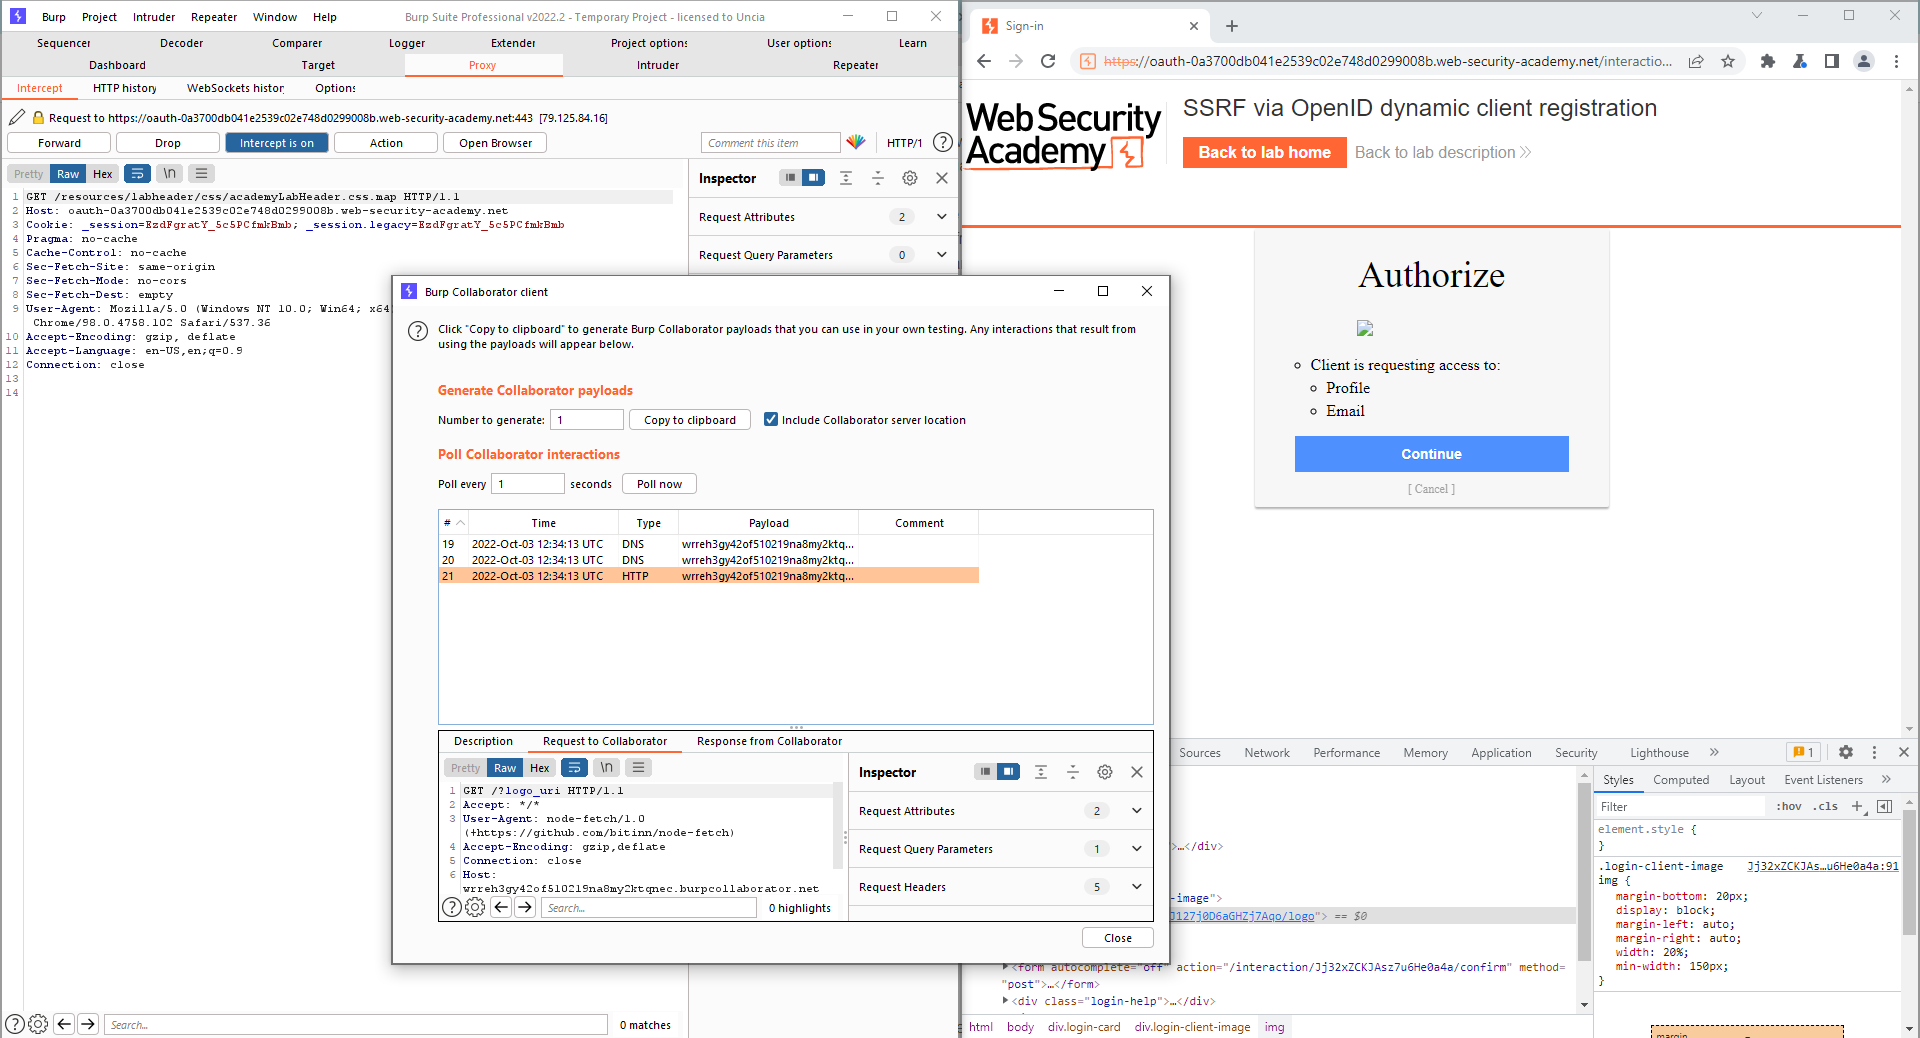 Burp Project Intruder Repeater Window Help Burp Suite Professional v2022.2 - Temporary Project - licensed to Uncia
Sequencer Decoder Comparer Logger Extender Project options User options Learn
Dashboard Target Proxy Intruder Repeater
Intercept HTTP history WebSockets history Options
Request to https://oauth-0a3700db041e2539c02e748d0299008b.web-security-academy.net:443 [79.125.84.16]
Forward Drop Intercept is on Action Open Browser Comment this item HTTP/1 ?
Pretty Raw Hex \n
1 GET /resources/labheader/css/academyLabHeader.css.map HTTP/1.1
2 Host: oauth-0a3700db041e2539c02e748d0299008b.web-security-academy.net
3 Cookie: _session=EzdFgratY_5c5PCfmkBmb; _session.legacy=EzdFgratY_5c5PCfmkBmb
4 Pragma: no-cache
5 Cache-Control: no-cache
6 Sec-Fetch-Site: same-origin
7 Sec-Fetch-Mode: no-cors
8 Sec-Fetch-Dest: empty
9 User-Agent: Mozilla/5.0 (Windows NT 10.0; Win64; x64
Chrome/98.0.4758.102 Safari/537.36
10 Accept-Encoding: gzip, deflate
11 Accept-Language: en-US,en;q=0.9
12 Connection: close
13
14
Inspector
Request Attributes 2
Request Query Parameters 0
? Search... 0 matches
Burp Collaborator client
? Click "Copy to clipboard" to generate Burp Collaborator payloads that you can use in your own testing. Any interactions that result from
using the payloads will appear below.
Generate Collaborator payloads
Number to generate: 1 Copy to clipboard Include Collaborator server location
Poll Collaborator interactions
Poll every 1 seconds Poll now
# Time Type Payload Comment
19 2022-Oct-03 12:34:13 UTC DNS wrreh3gy42of510219na8my2ktq...
20 2022-Oct-03 12:34:13 UTC DNS wrreh3gy42of510219na8my2ktq...
21 2022-Oct-03 12:34:13 UTC HTTP wrreh3gy42of510219na8my2ktq...
Description Request to Collaborator Response from Collaborator
Pretty Raw Hex \n
1 GET /?logo_uri HTTP/1.1
2 Accept: */*
3 User-Agent: node-fetch/1.0
(+https://github.com/bitinn/node-fetch)
4 Accept-Encoding: gzip,deflate
5 Connection: close
6 Host:
wrreh3gy42of510219na8my2ktqnec.burpcollaborator.net
? Search... 0 highlights
Inspector
Request Attributes 2
Request Query Parameters 1
Request Headers 5
Close
Sign-in
https://oauth-0a3700db041e2539c02e748d0299008b.web-security-academy.net/interactio...
Web Security
Academy
SSRF via OpenID dynamic client registration
Back to lab home Back to lab description
Authorize
Client is requesting access to:
Profile
Email
Continue
[ Cancel ]
Sources Network Performance Memory Application Security Lighthouse » 1
>…</div>
-image">
J127j0D6aGHZj7Aqo/logo"> == $0
<form autocomplete="off" action="/interaction/Jj32xZCKJAsz7u6He0a4a/confirm" method=
"post">…</form>
<div class="login-help">…</div>
html body div.login-card div.login-client-image img
Styles Computed Layout Event Listeners »
Filter :hov .cls +
element.style {
}
.login-client-image Jj32xZCKJAs…u6He0a4a:91
img {
margin-bottom: 20px;
display: block;
margin-left: auto;
margin-right: auto;
width: 20%;
min-width: 150px;
}
margin